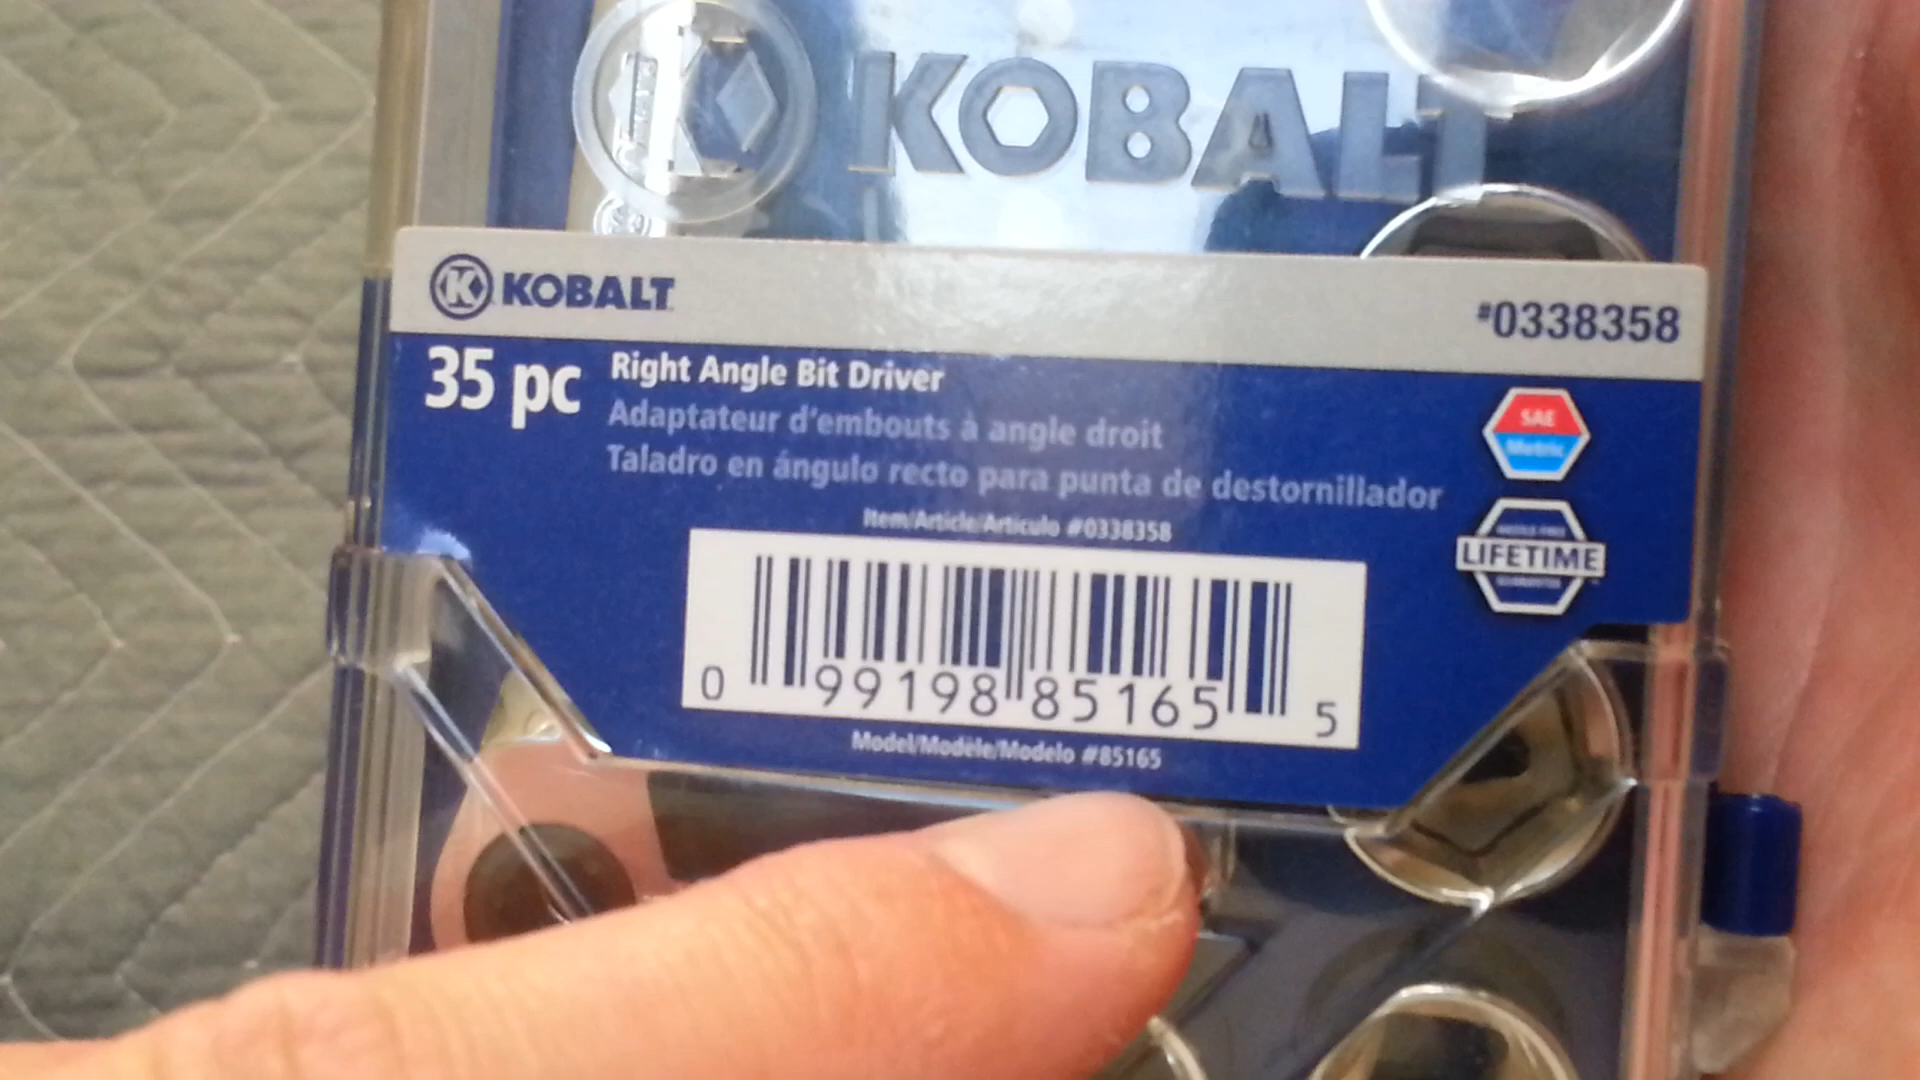 KOBALT
KOBALT
#0338358
35 pc
Right Angle Bit Driver
Adaptateur d'embouts à angle droit
Taladro en ángulo recto para punta de destornillador
Item/Article/Artículo #0338358
SAE
Metric
LIFETIME
GUARANTEE
0 99198 85165 5
Model/Modèle/Modelo #85165